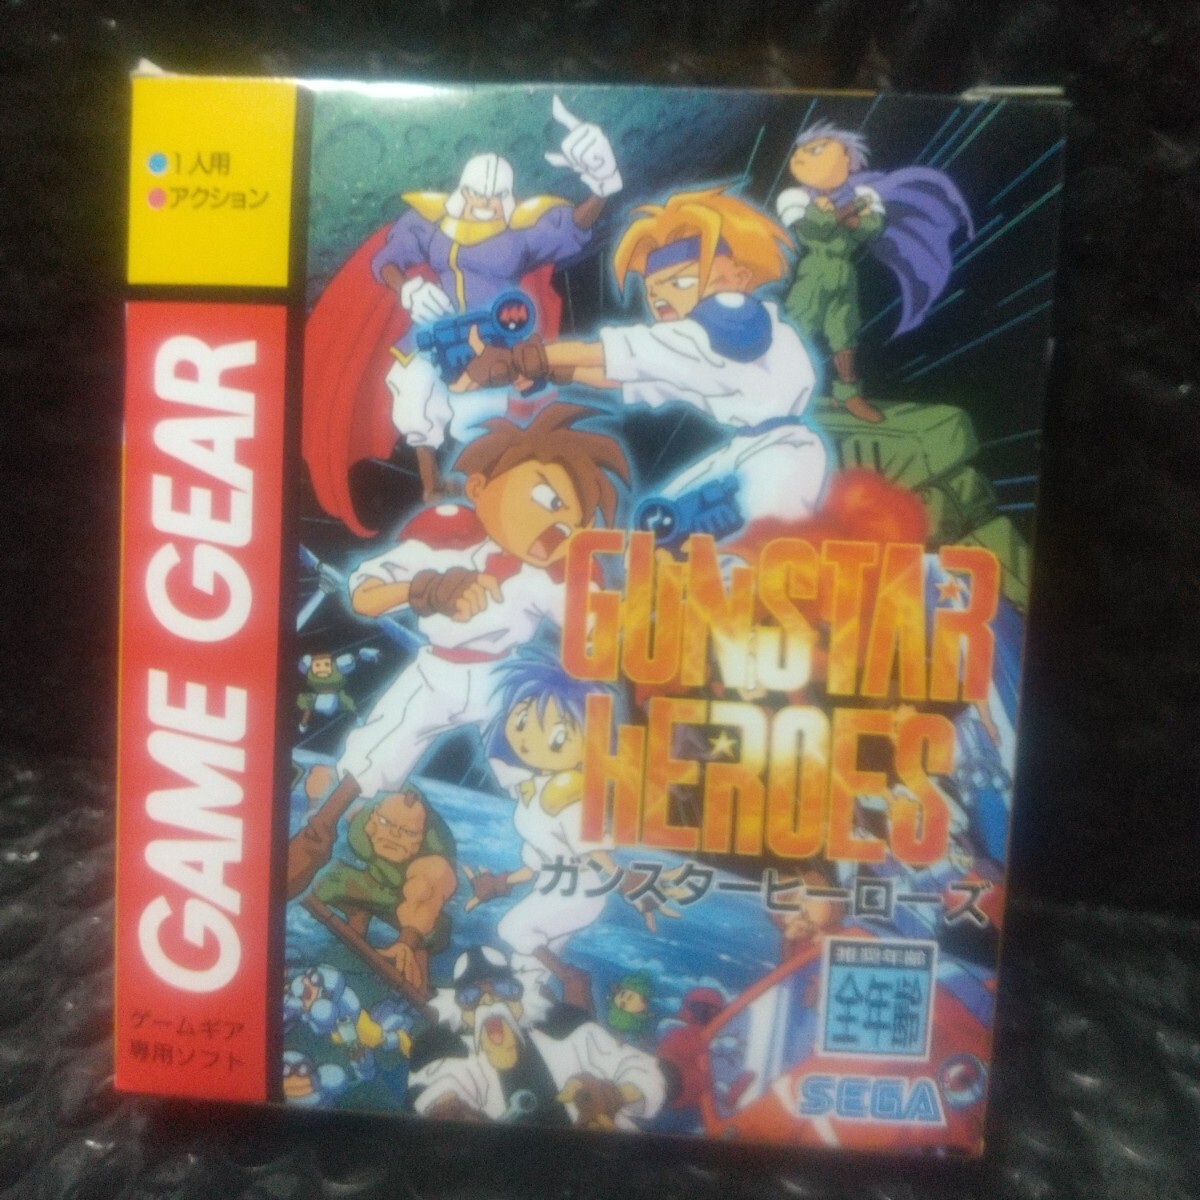 ●1人用
●アクション
GAME GEAR
ゲームギア
専用ソフト
GUNSTAR
HEROES
ガンスターヒーローズ
推奨年齢
全年齢
SEGA